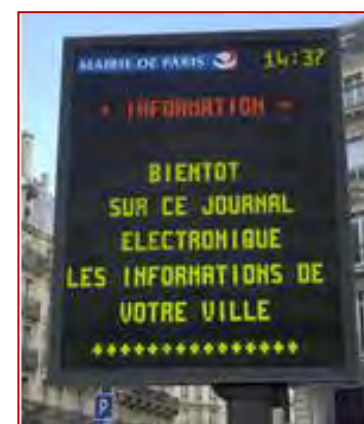 MAIRIE DE PARIS 14:37
* INFORMATION *
BIENTOT
SUR CE JOURNAL
ELECTRONIQUE
LES INFORMATIONS DE
VOTRE VILLE
***************
P